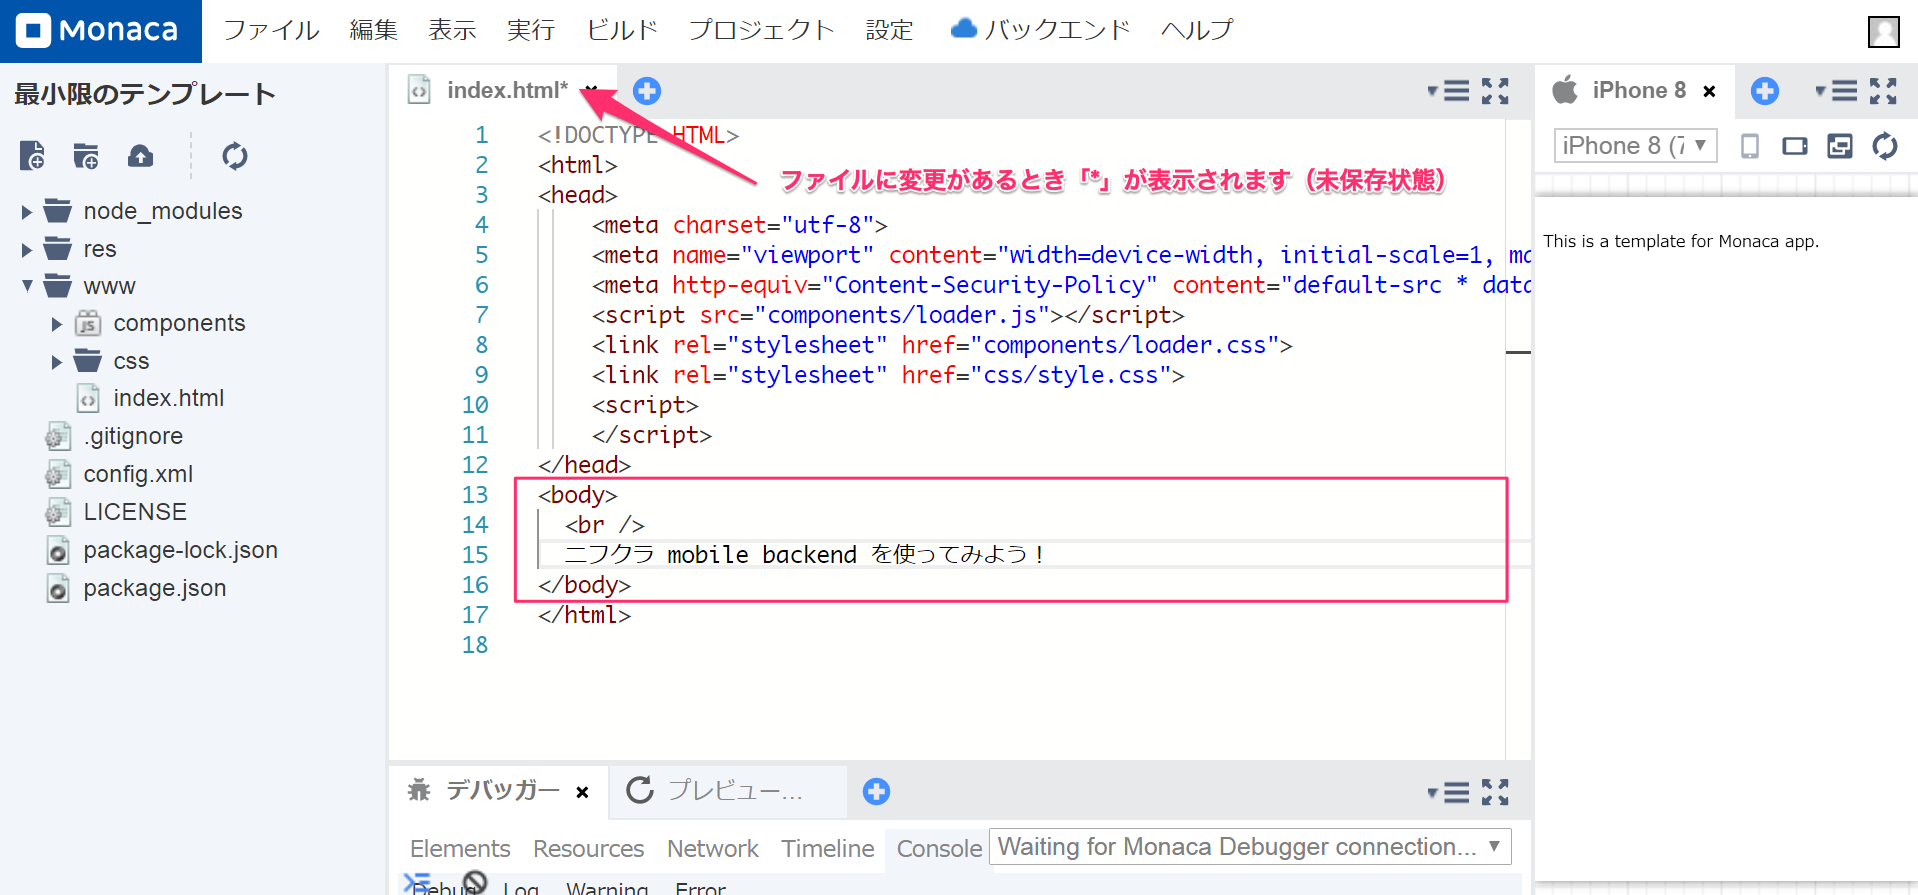 Monaca ファイル 編集 表示 実行 ビルド プロジェクト 設定 バックエンド ヘルプ
最小限のテンプレート
node_modules
res
www
components
css
index.html
.gitignore
config.xml
LICENSE
package-lock.json
package.json
index.html*
ファイルに変更があるとき「*」が表示されます（未保存状態）
1 <!DOCTYPE HTML>
2 <html>
3 <head>
4 <meta charset="utf-8">
5 <meta name="viewport" content="width=device-width, initial-scale=1, ma
6 <meta http-equiv="Content-Security-Policy" content="default-src * data
7 <script src="components/loader.js"></script>
8 <link rel="stylesheet" href="components/loader.css">
9 <link rel="stylesheet" href="css/style.css">
10 <script>
11 </script>
12 </head>
13 <body>
14 <br />
15 ニフクラ mobile backend を使ってみよう！
16 </body>
17 </html>
18
デバッガー プレビュー...
Elements Resources Network Timeline Console Waiting for Monaca Debugger connection...
Debug Log Warning Error
iPhone 8
iPhone 8 (7
This is a template for Monaca app.